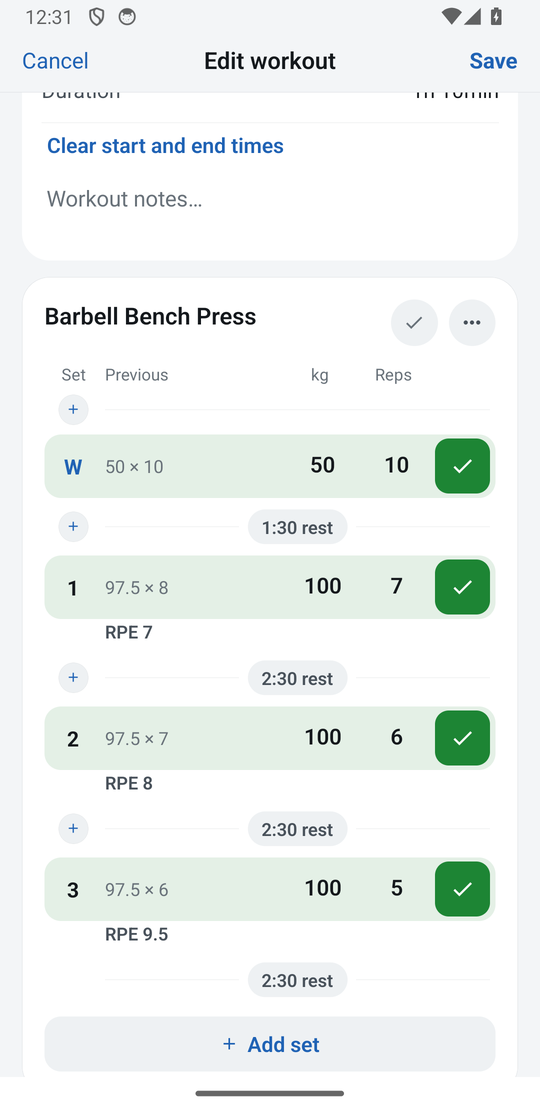 12:31
Cancel Edit workout Save
Duration 1h 10min
Clear start and end times
Workout notes…
Barbell Bench Press
Set Previous kg Reps
+
W 50 × 10 50 10
+ 1:30 rest
1 97.5 × 8 100 7
RPE 7
+ 2:30 rest
2 97.5 × 7 100 6
RPE 8
+ 2:30 rest
3 97.5 × 6 100 5
RPE 9.5
2:30 rest
+ Add set